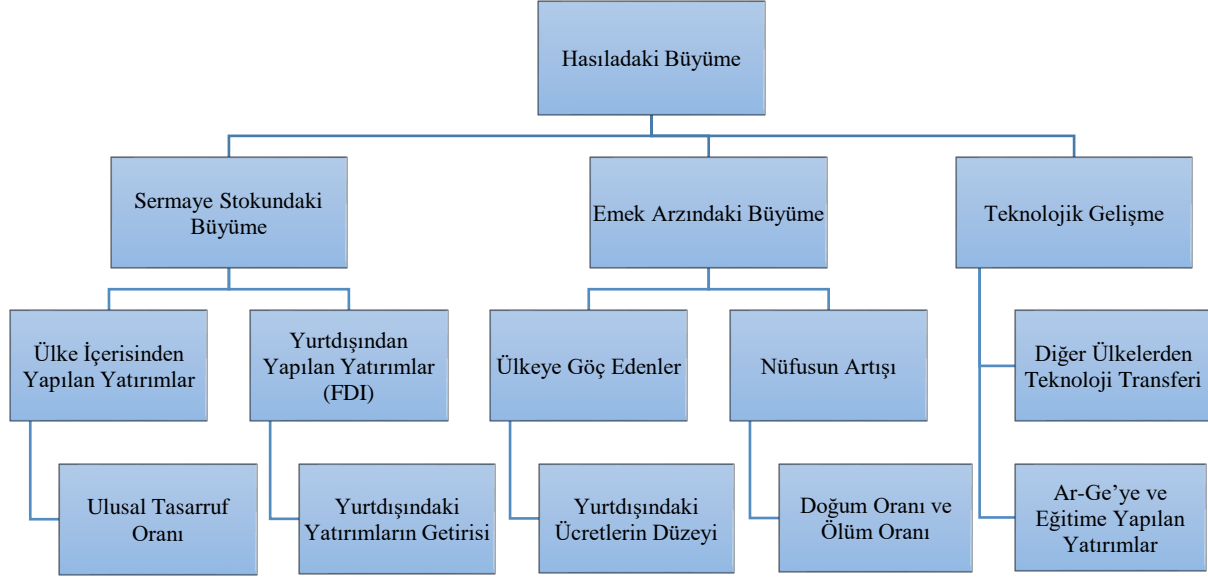 Hasıladaki Büyüme
Sermaye Stokundaki
Büyüme
Emek Arzındaki Büyüme
Teknolojik Gelişme
Ülke İçerisinden
Yapılan Yatırımlar
Yurtdışından
Yapılan Yatırımlar
(FDI)
Ülkeye Göç Edenler
Nüfusun Artışı
Diğer Ülkelerden
Teknoloji Transferi
Ulusal Tasarruf
Oranı
Yurtdışındaki
Yatırımların Getirisi
Yurtdışındaki
Ücretlerin Düzeyi
Doğum Oranı ve
Ölüm Oranı
Ar-Ge’ye ve
Eğitime Yapılan
Yatırımlar